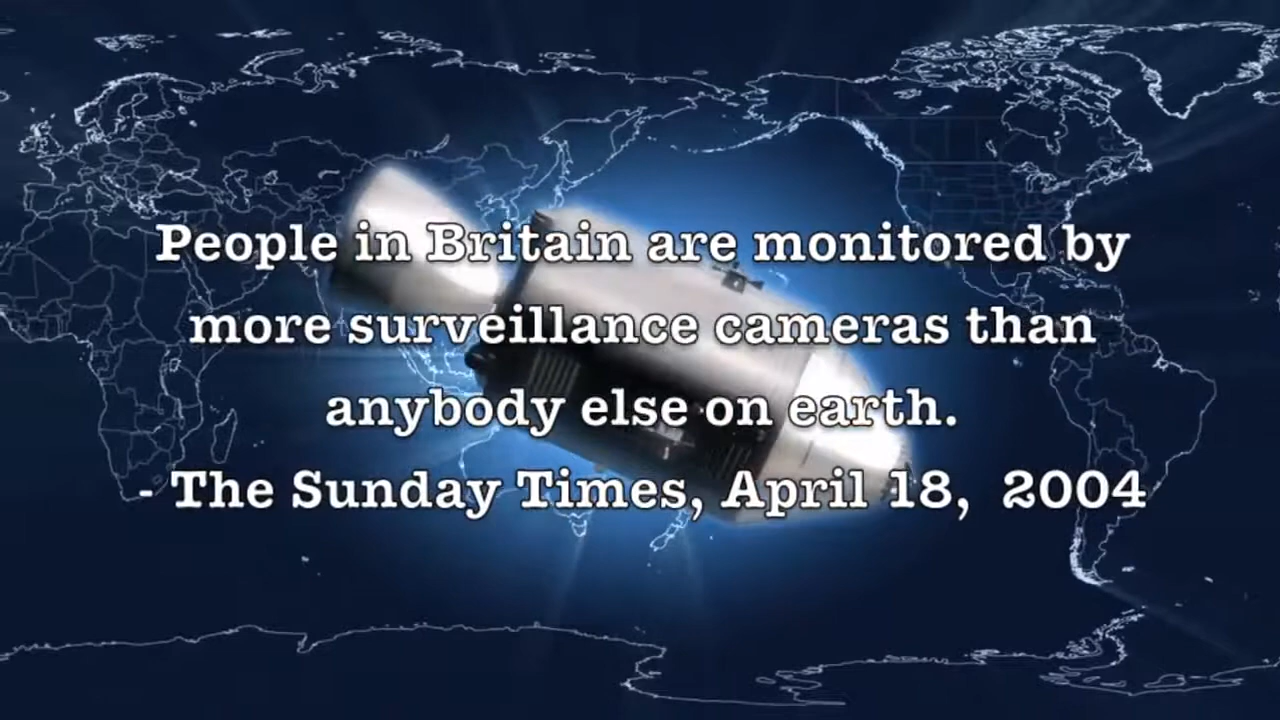 People in Britain are monitored by
more surveillance cameras than
anybody else on earth.
- The Sunday Times, April 18,  2004